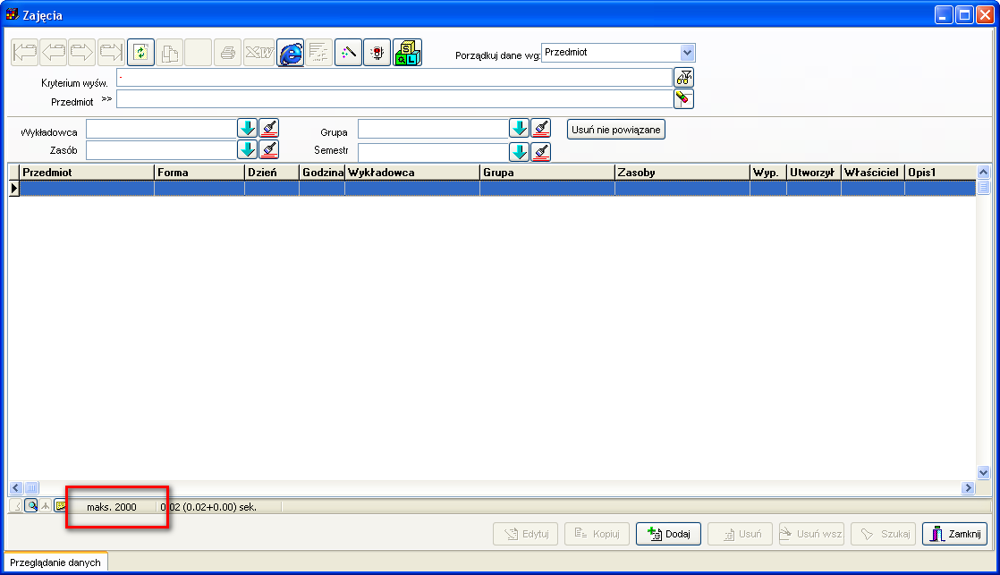 Zajęcia
Porządkuj dane wg: Przedmiot
Kryterium wyśw.
Przedmiot >>
Wykładowca Grupa Usuń nie powiązane
Zasób Semestr
Przedmiot Forma Dzień Godzina Wykładowca Grupa Zasoby Wyp. Utworzył Właściciel Opis1
maks. 2000 0.02 (0.02+0.00) sek.
Edytuj Kopiuj Dodaj Usuń Usuń wsz Szukaj Zamknij
Przeglądanie danych